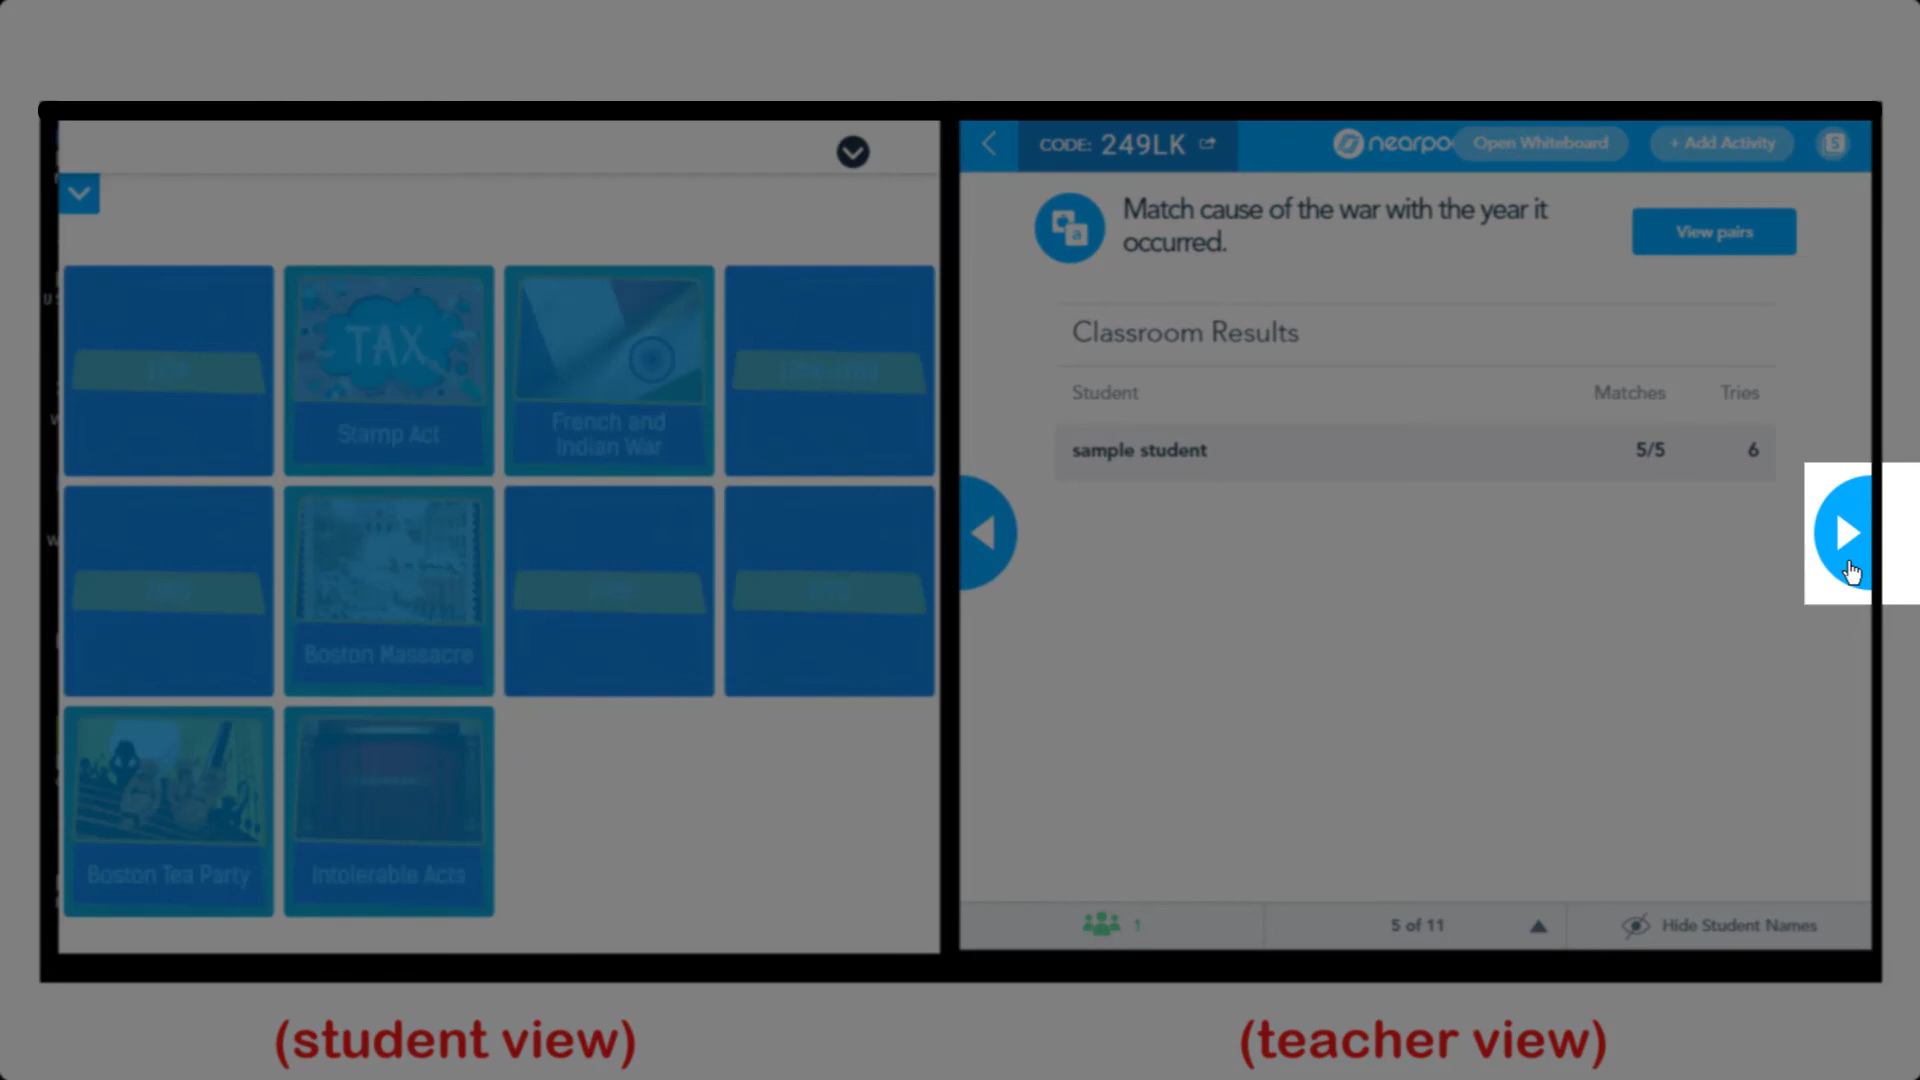 CODE: 249LK
nearpo
Open Whiteboard
+ Add Activity
S
Match cause of the war with the year it
occurred.
View pairs
a
TAX
Stamp Act
French and
Indian War
Boston Massacre
Boston Tea Party
Intolerable Acts
Classroom Results
Student Matches Tries
sample student 5/5 6
1
5 of 11
Hide Student Names
(student view)
(teacher view)